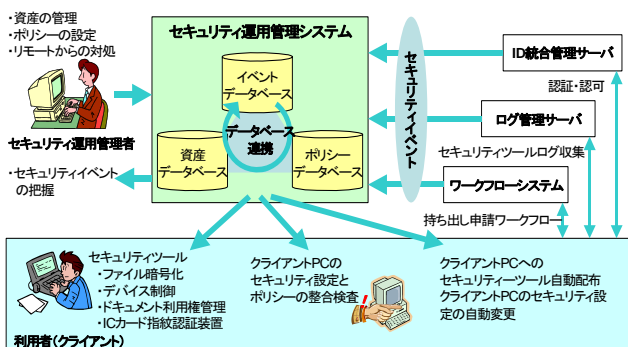 ・資産の管理
・ポリシーの設定
・リモートからの対処
セキュリティ運用管理者
・セキュリティイベント
の把握
セキュリティ運用管理システム
イベント
データベース
データベース
連携
資産
データベース
ポリシー
データベース
セキュリティイベント
ID統合管理サーバ
認証・認可
ログ管理サーバ
セキュリティツールログ収集
ワークフローシステム
持ち出し申請ワークフロー
セキュリティツール
・ファイル暗号化
・デバイス制御
・ドキュメント利用権管理
・ICカード指紋認証装置
利用者(クライアント)
クライアントPCの
セキュリティ設定と
ポリシーの整合検査
クライアントPCへの
セキュリティーツール自動配布
クライアントPCのセキュリティ設
定の自動変更